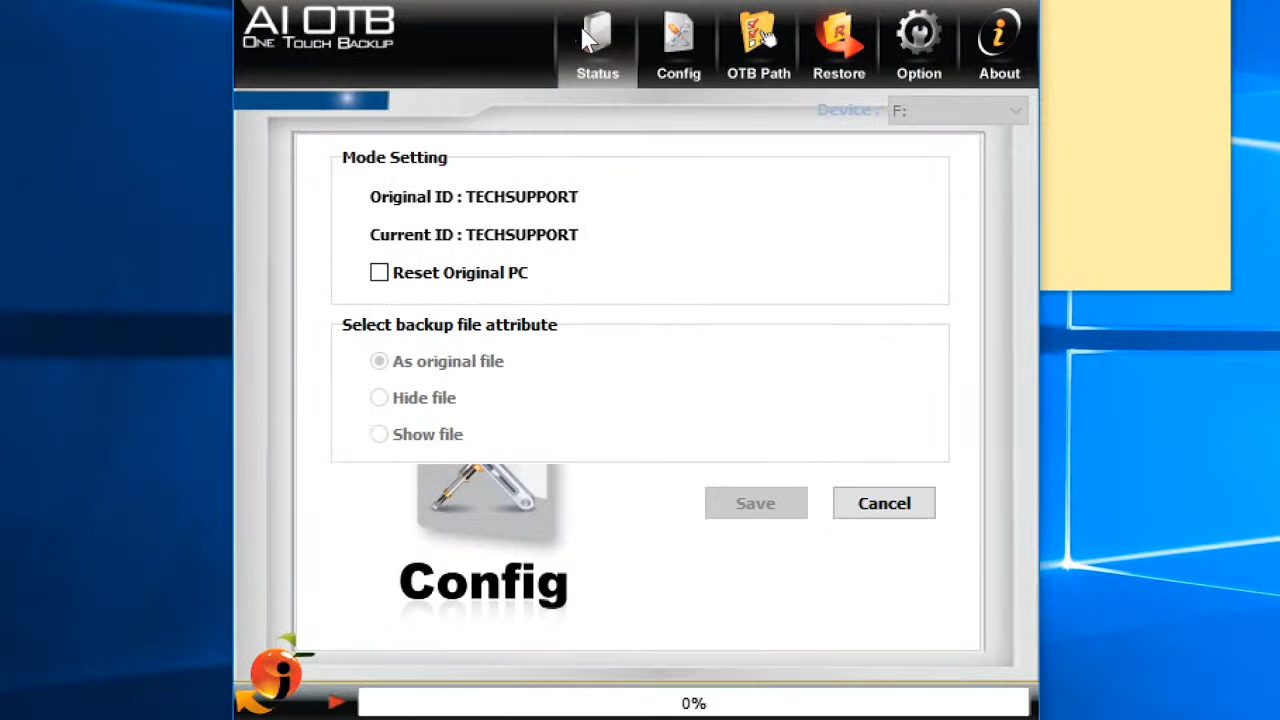 AI OTB
One Touch Backup
Status
Config
OTB Path
Restore
Option
About
Device : F:
Mode Setting
Original ID : TECHSUPPORT
Current ID : TECHSUPPORT
Reset Original PC
Select backup file attribute
As original file
Hide file
Show file
Save
Cancel
Config
0%